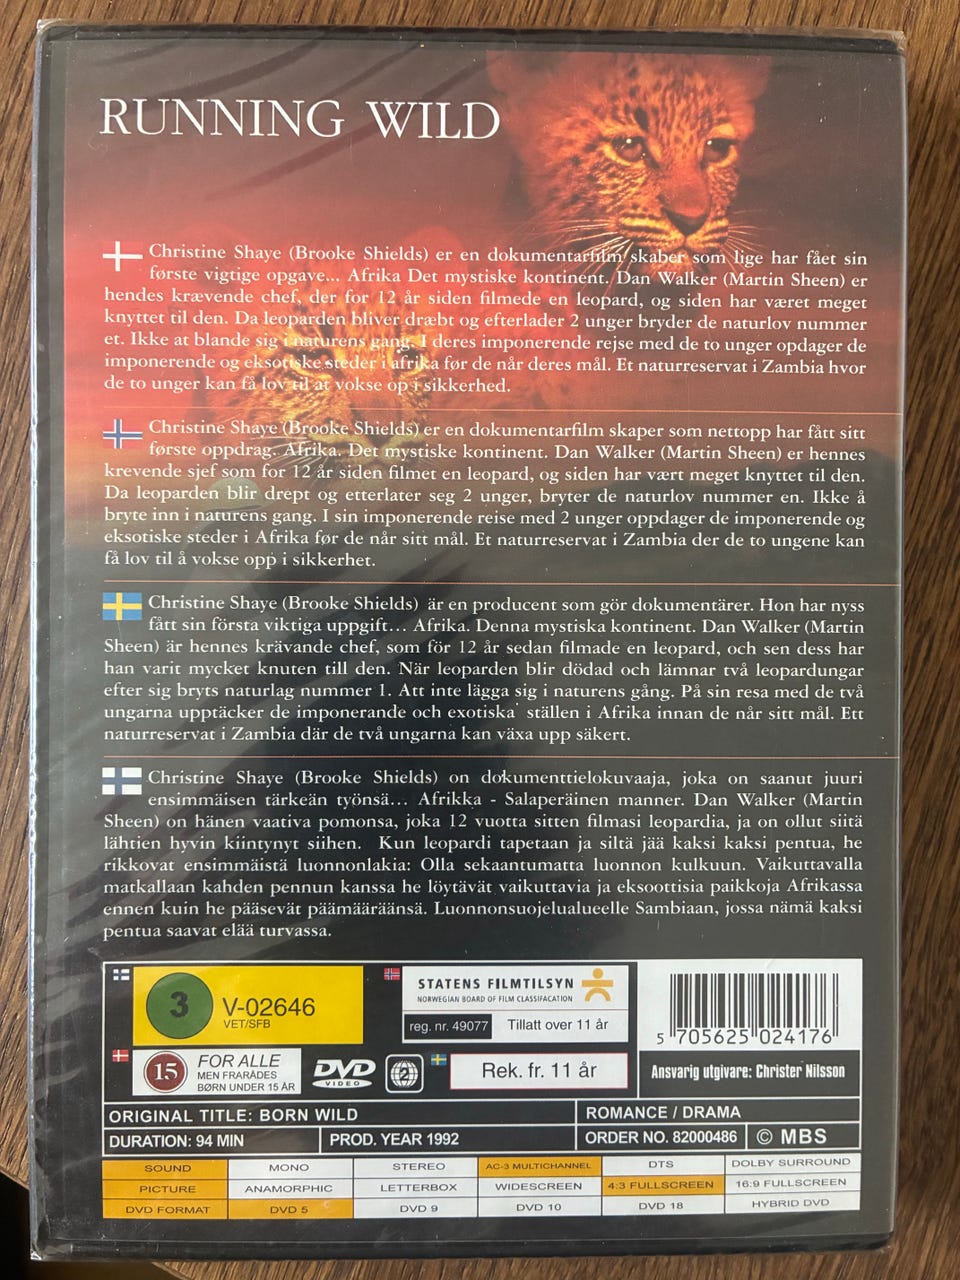 RUNNING WILD
Christine Shaye (Brooke Shields) er en dokumentarfilm skaber som lige har fået sin
første vigtige opgave... Afrika Det mystiske kontinent. Dan Walker (Martin Sheen) er
hendes krævende chef, der for 12 år siden filmede en leopard, og siden har været meget
knyttet til den. Da leoparden bliver dræbt og efterlader 2 unger bryder de naturlov nummer
et. Ikke at blande sig i naturens gang. I deres imponerende rejse med de to unger opdager de
imponerende og eksotiske steder i afrika før de når deres mål. Et naturreservat i Zambia hvor
de to unger kan få lov til at vokse op i sikkerhed.
Christine Shaye (Brooke Shields) er en dokumentarfilm skaper som nettopp har fått sitt
første oppdrag. Afrika. Det mystiske kontinent. Dan Walker (Martin Sheen) er hennes
krevende sjef som for 12 år siden filmet en leopard, og siden har vært meget knyttet til den.
Da leoparden blir drept og etterlater seg 2 unger, bryter de naturlov nummer en. Ikke å
bryte inn i naturens gang. I sin imponerende reise med 2 unger oppdager de imponerende og
eksotiske steder i Afrika før de når sitt mål. Et naturreservat i Zambia der de to ungene kan
få lov til å vokse opp i sikkerhet.
Christine Shaye (Brooke Shields) är en producent som gör dokumentärer. Hon har nyss
fått sin första viktiga uppgift... Afrika. Denna mystiska kontinent. Dan Walker (Martin
Sheen) är hennes krävande chef, som för 12 år sedan filmade en leopard, och sen dess har
han varit mycket knuten till den. När leoparden blir dödad och lämnar två leopardungar
efter sig bryts naturlag nummer 1. Att inte lägga sig i naturens gång. På sin resa med de två
ungarna upptäcker de imponerande och exotiska ställen i Afrika innan de når sitt mål. Ett
naturreservat i Zambia där de två ungarna kan växa upp säkert.
Christine Shaye (Brooke Shields) on dokumenttielokuvaaja, joka on saanut juuri
ensimmäisen tärkeän työnsä... Afrikka - Salaperäinen manner. Dan Walker (Martin
Sheen) on hänen vaativa pomonsa, joka 12 vuotta sitten filmasi leopardia, ja on ollut siitä
lähtien hyvin kiintynyt siihen. Kun leopardi tapetaan ja siltä jää kaksi kaksi pentua, he
rikkovat ensimmäistä luonnonlakia: Olla sekaantumatta luonnon kulkuun. Vaikuttavalla
matkallaan kahden pennun kanssa he löytävät vaikuttavia ja eksoottisia paikkoja Afrikassa
ennen kuin he pääsevät päämääräänsä. Luonnonsuojelualueelle Sambiaan, jossa nämä kaksi
pentua saavat elää turvassa.
3 V-02646
VET/SFB
STATENS FILMTILSYN
NORWEGIAN BOARD OF FILM CLASSIFACATION
reg. nr. 49077 Tillatt over 11 år
5 705625 024176
15 FOR ALLE
MEN FRARÅDES
BØRN UNDER 15 ÅR
DVD
VIDEO
2
Rek. fr. 11 år
Ansvarig utgivare: Christer Nilsson
ORIGINAL TITLE: BORN WILD
ROMANCE / DRAMA
DURATION: 94 MIN
PROD. YEAR 1992
ORDER NO. 82000486
© MBS
SOUND MONO STEREO AC-3 MULTICHANNEL DTS DOLBY SURROUND
PICTURE ANAMORPHIC LETTERBOX WIDESCREEN 4:3 FULLSCREEN 16:9 FULLSCREEN
DVD FORMAT DVD 5 DVD 9 DVD 10 DVD 18 HYBRID DVD